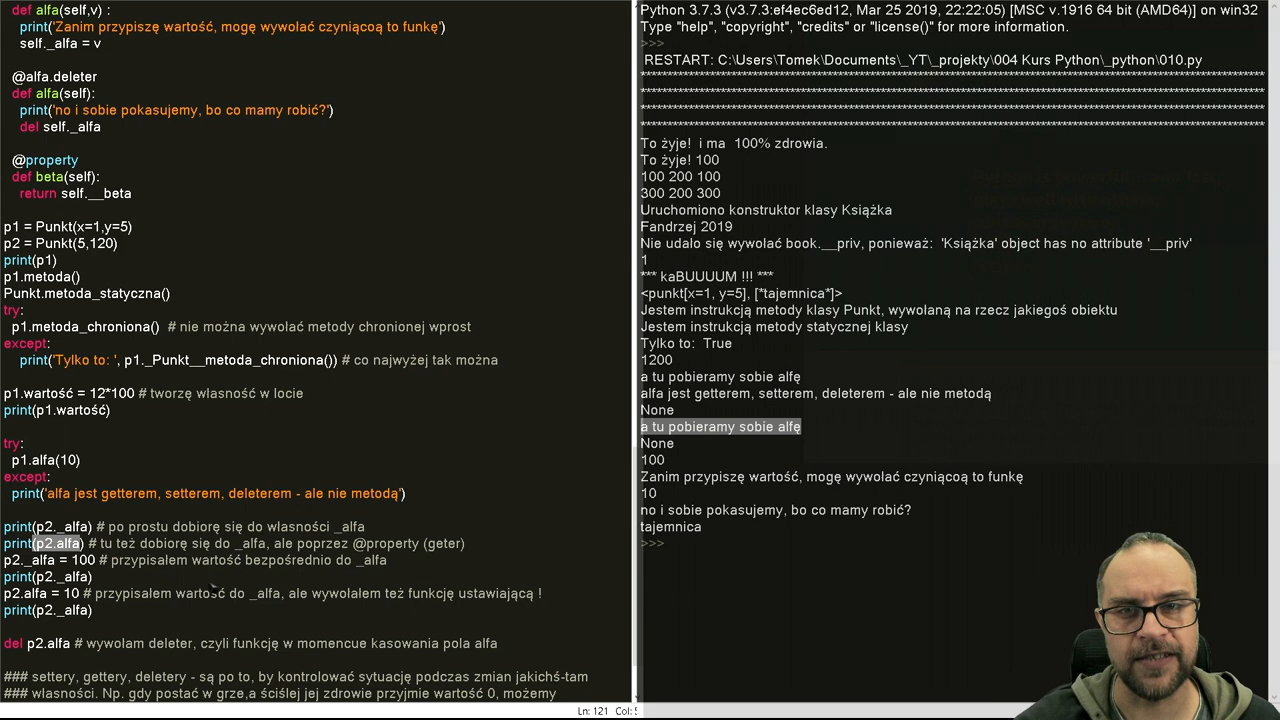 def alfa(self,v) :
print('Zanim przypiszę wartość, mogę wywołać czyniącoą to funkę')
self._alfa = v
@alfa.deleter
def alfa(self):
print('no i sobie pokasujemy, bo co mamy robić?')
del self._alfa
@property
def beta(self):
return self.__beta
p1 = Punkt(x=1,y=5)
p2 = Punkt(5,120)
print(p1)
p1.metoda()
Punkt.metoda_statyczna()
try:
p1.metoda_chroniona()  # nie można wywołać metody chronionej wprost
except:
print('Tylko to: ', p1._Punkt__metoda_chroniona()) # co najwyżej tak można
p1.wartość = 12*100 # tworzę własność w locie
print(p1.wartość)
try:
p1.alfa(10)
except:
print('alfa jest getterem, setterem, deleterem - ale nie metodą')
print(p2._alfa) # po prostu dobiorę się do własności _alfa
print(p2.alfa) # tu też dobiorę się do _alfa, ale poprzez @property (geter)
p2._alfa = 100 # przypisałem wartość bezpośrednio do _alfa
print(p2._alfa)
p2.alfa = 10 # przypisałem wartość do _alfa, ale wywołałem też funkcję ustawiającą !
print(p2._alfa)
del p2.alfa # wywołam deleter, czyli funkcję w momencue kasowania pola alfa
### settery, gettery, deletery - są po to, by kontrolować sytuację podczas zmian jakichś-tam
### własności. Np. gdy postać w grze,a ściślej jej zdrowie przyjmie wartość 0, możemy
Ln: 121 Col:
Python 3.7.3 (v3.7.3:ef4ec6ed12, Mar 25 2019, 22:22:05) [MSC v.1916 64 bit (AMD64)] on win32
Type "help", "copyright", "credits" or "license()" for more information.
>>>
RESTART: C:\Users\Tomek\Documents\_YT\_projekty\004 Kurs Python\_python\010.py
To żyje!  i ma  100% zdrowia.
To żyje! 100
100 200 100
300 200 300
Uruchomiono konstruktor klasy Książka
Fandrzej 2019
Nie udało się wywołać book.__priv, ponieważ:  'Książka' object has no attribute '__priv'
1
*** kaBUUUUM !!! ***
<punkt[x=1, y=5], [*tajemnica*]>
Jestem instrukcją metody klasy Punkt, wywołaną na rzecz jakiegoś obiektu
Jestem instrukcją metody statycznej klasy
Tylko to:  True
1200
a tu pobieramy sobie alfę
alfa jest getterem, setterem, deleterem - ale nie metodą
None
a tu pobieramy sobie alfę
None
100
Zanim przypiszę wartość, mogę wywołać czyniącoą to funkę
10
no i sobie pokasujemy, bo co mamy robić?
tajemnica
>>>